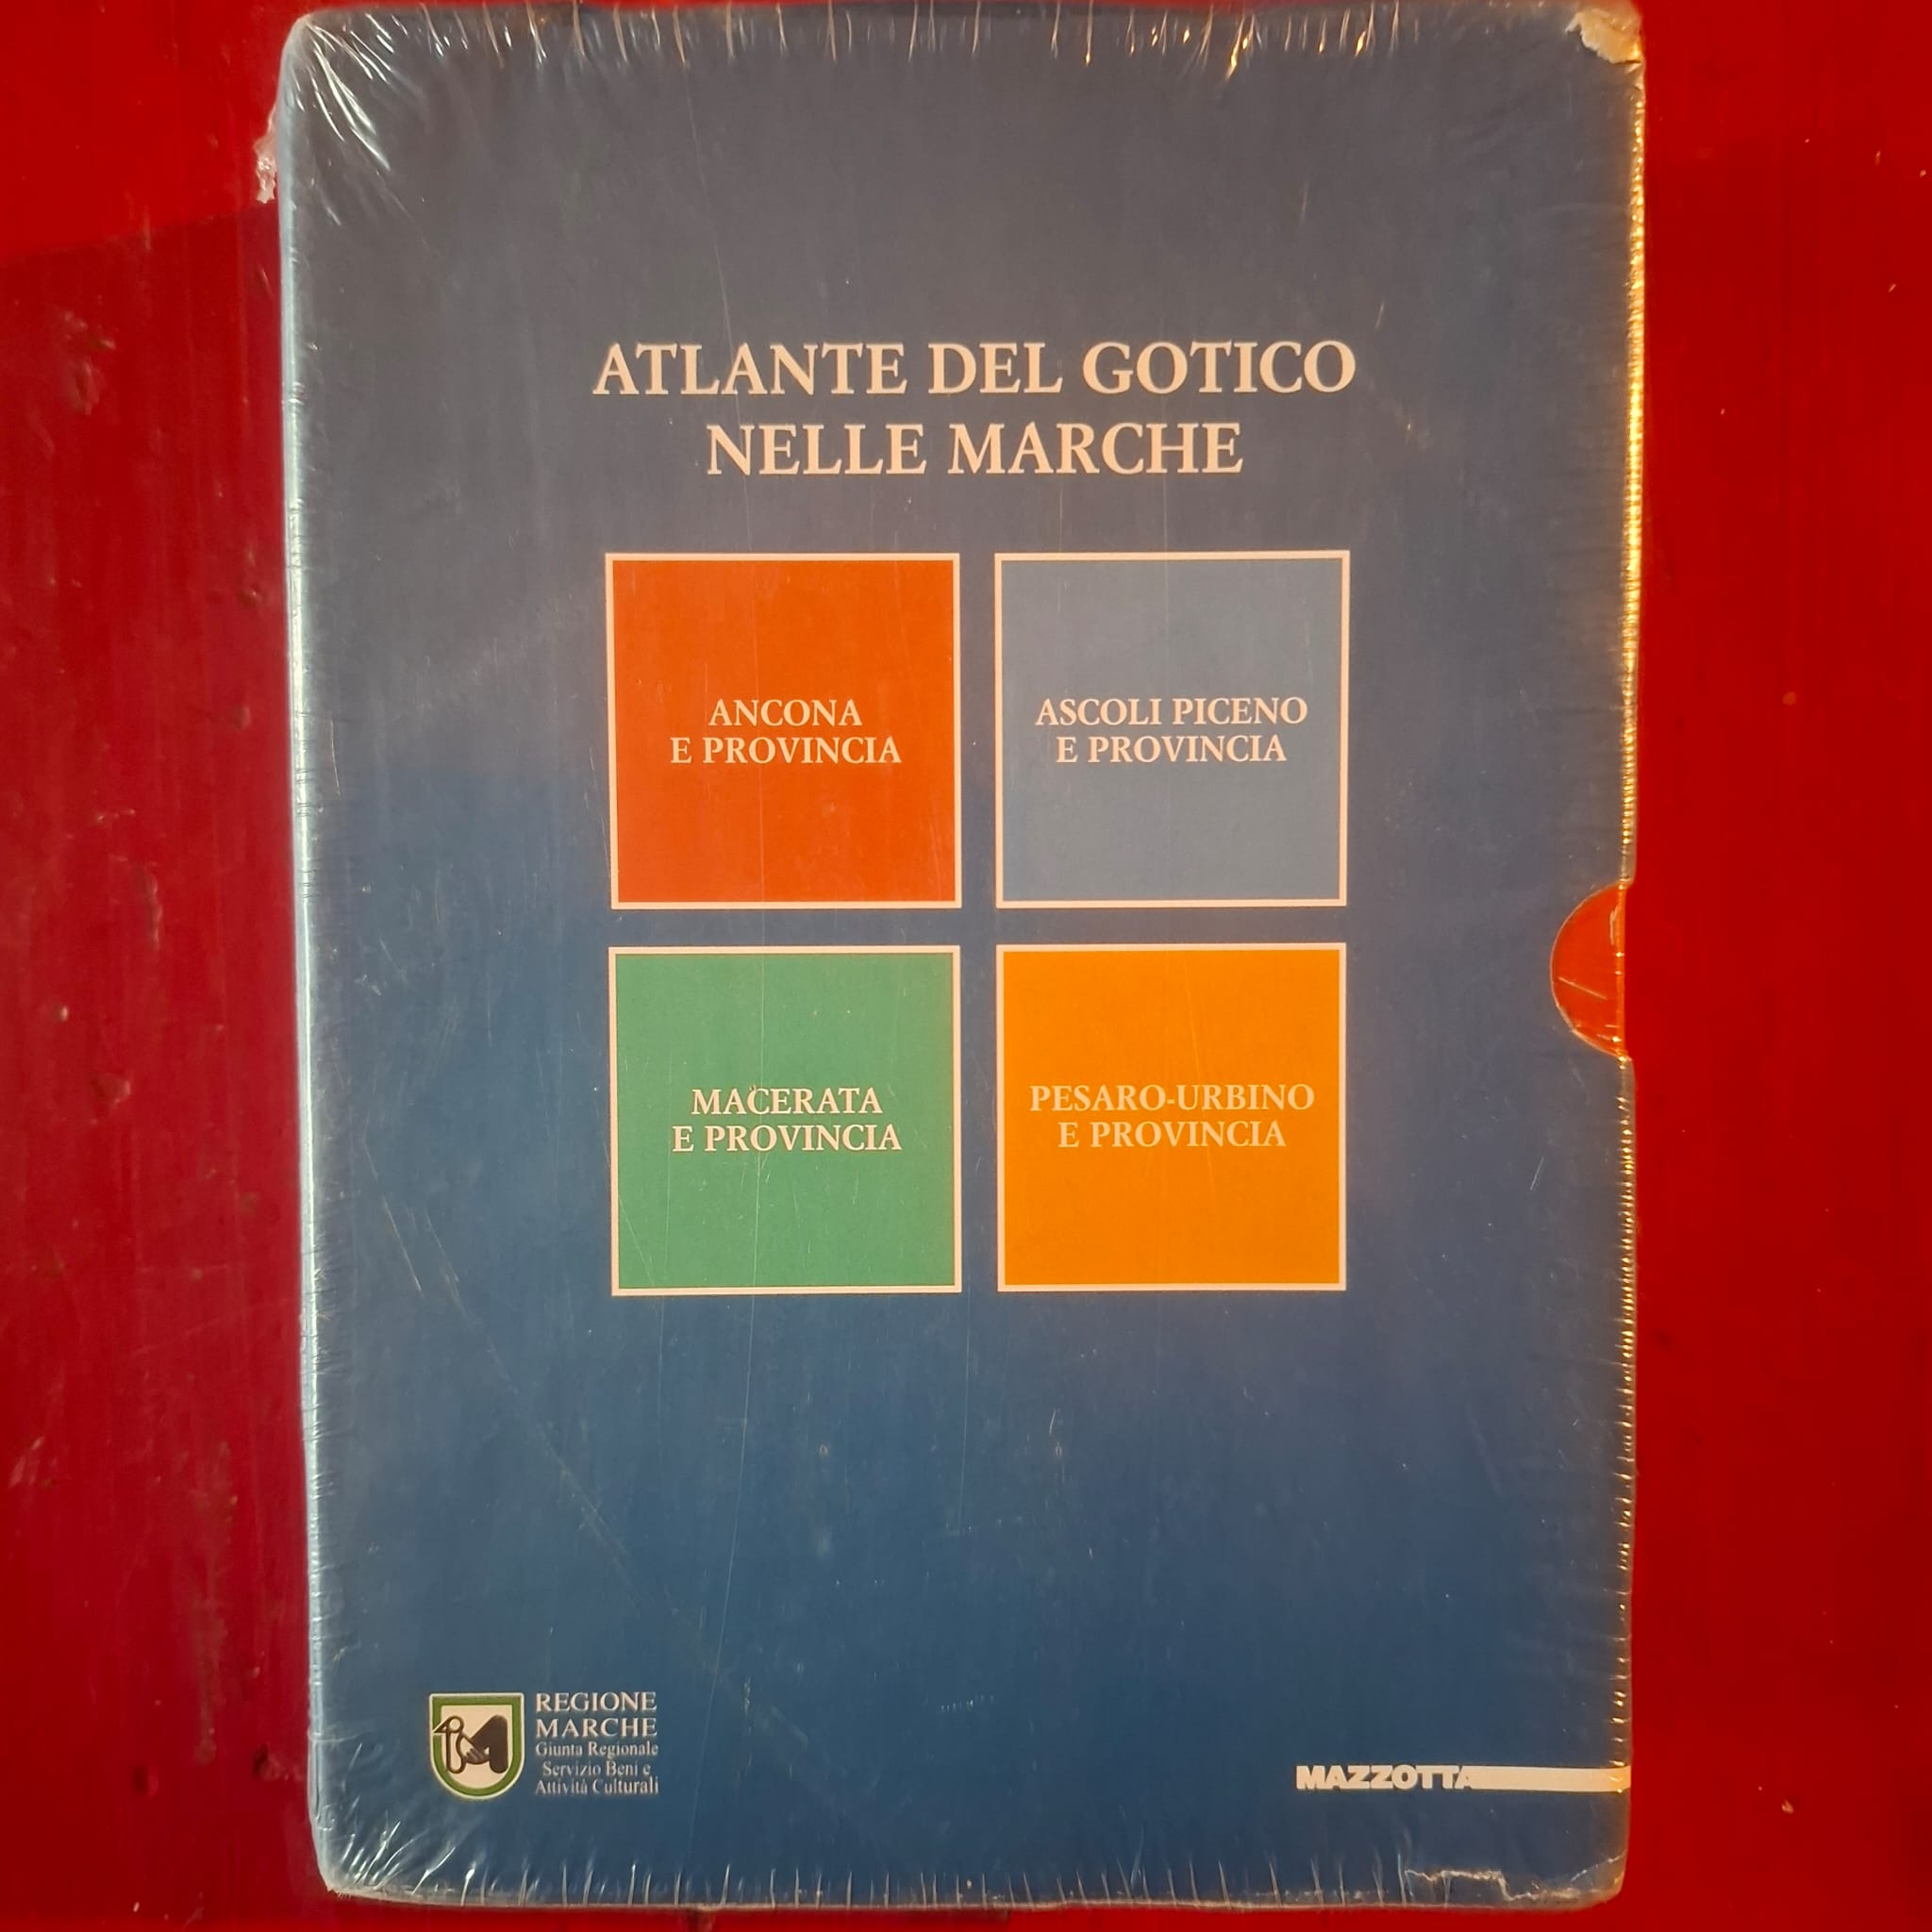 ATLANTE DEL GOTICO
NELLE MARCHE
ANCONA
E PROVINCIA
ASCOLI PICENO
E PROVINCIA
MACERATA
E PROVINCIA
PESARO-URBINO
E PROVINCIA
REGIONE
MARCHE
Giunta Regionale
Servizio Beni e
Attività Culturali
MAZZOTTA